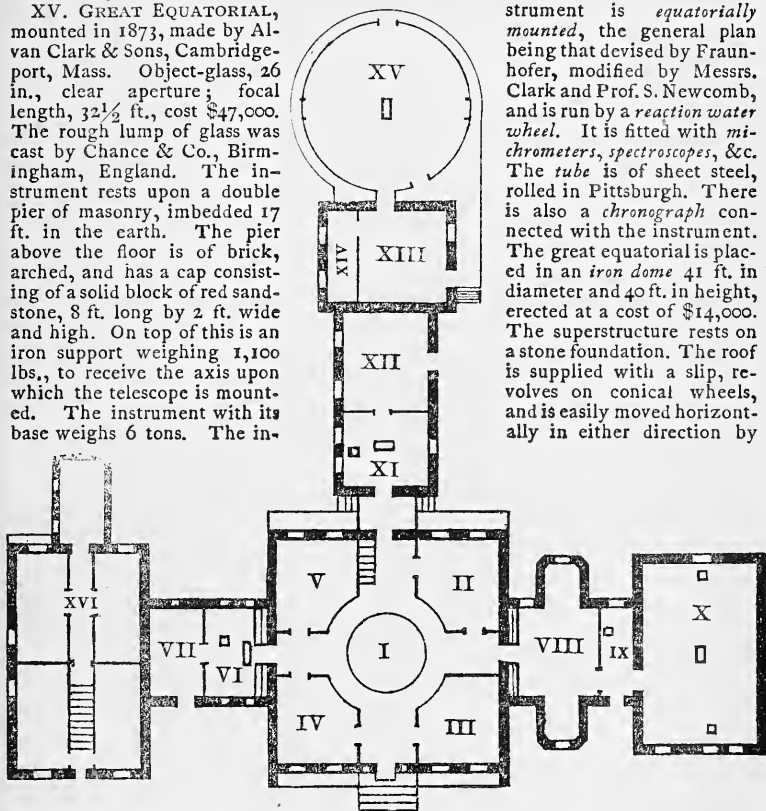 XV. GREAT EQUATORIAL,
mounted in 1873, made by Al-
van Clark & Sons, Cambridge-
port, Mass. Object-glass, 26
in., clear aperture; focal
length, 32½ ft., cost $47,000.
The rough lump of glass was
cast by Chance & Co., Birm-
ingham, England. The in-
strument rests upon a double
pier of masonry, imbedded 17
ft. in the earth. The pier
above the floor is of brick,
arched, and has a cap consist-
ing of a solid block of red sand-
stone, 8 ft. long by 2 ft. wide
and high. On top of this is an
iron support weighing 1,100
lbs., to receive the axis upon
which the telescope is mount-
ed. The instrument with its
base weighs 6 tons. The in-
strument is equatorially
mounted, the general plan
being that devised by Fraun-
hofer, modified by Messrs.
Clark and Prof. S. Newcomb,
and is run by a reaction water
wheel. It is fitted with mi-
chrometers, spectroscopes, &c.
The tube is of sheet steel,
rolled in Pittsburgh. There
is also a chronograph con-
nected with the instrument.
The great equatorial is plac-
ed in an iron dome 41 ft. in
diameter and 40 ft. in height,
erected at a cost of $14,000.
The superstructure rests on
a stone foundation. The roof
is supplied with a slip, re-
volves on conical wheels,
and is easily moved horizont-
ally in either direction by
XV
XIV
XIII
XII
XI
V
II
XVI
VII
VI
I
VIII
IX
X
IV
III